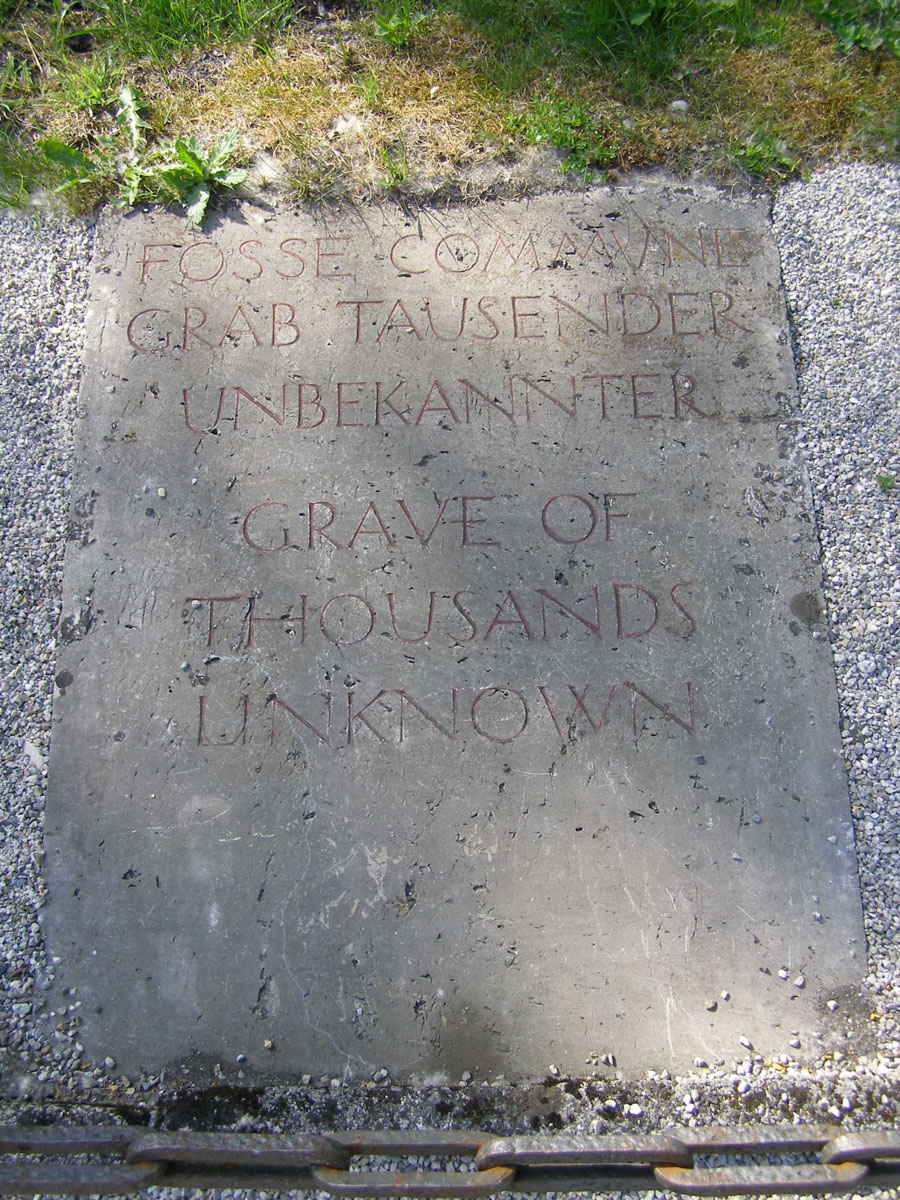 FOSSE COMMUNE
GRAB TAUSENDER
UNBEKANNTER
GRAVE OF
THOUSANDS
UNKNOWN